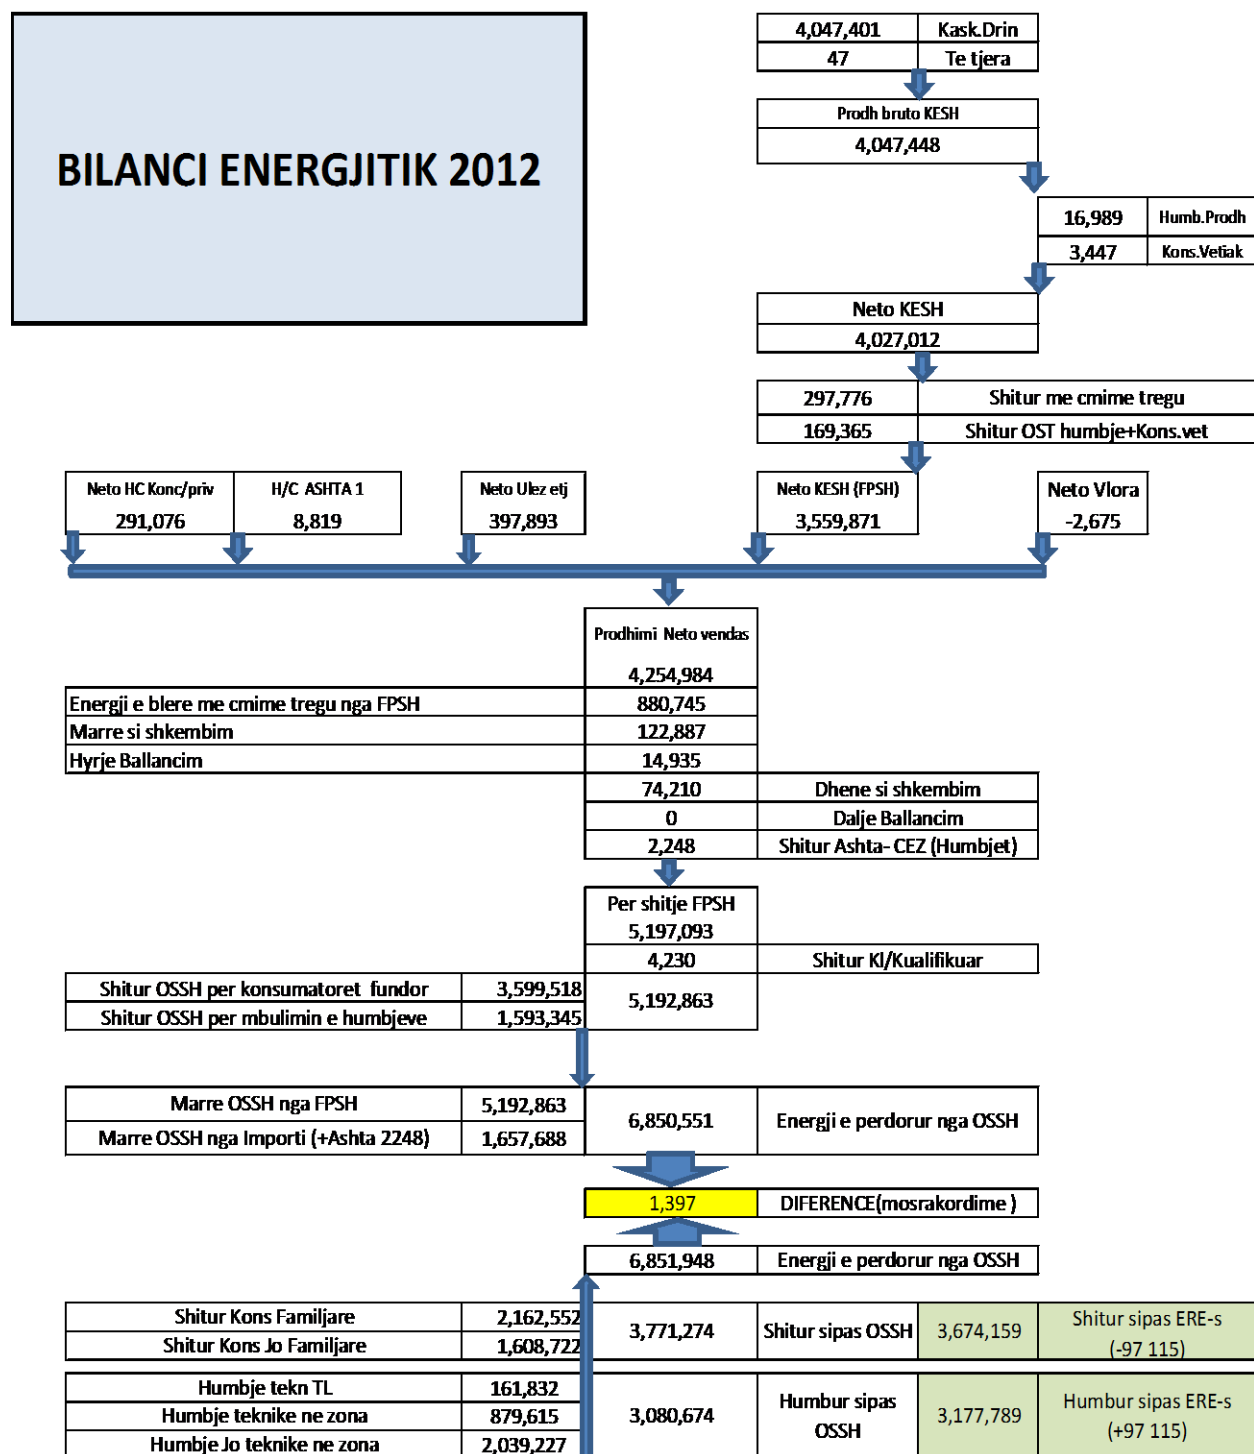 BILANCI ENERGJITIK 2012
4,047,401 Kask.Drin
47 Te tjera
Prodh bruto KESH
4,047,448
16,989 Humb.Prodh
3,447 Kons.Vetiak
Neto KESH
4,027,012
297,776 Shitur me cmime tregu
169,365 Shitur OST humbje+Kons.vet
Neto HC Konc/priv H/C ASHTA 1 Neto Ulez etj Neto KESH (FPSH) Neto Vlora
291,076 8,819 397,893 3,559,871 -2,675
Prodhimi Neto vendas
4,254,984
Energji e blere me cmime tregu nga FPSH 880,745
Marre si shkembim 122,887
Hyrje Ballancim 14,935
74,210 Dhene si shkembim
0 Dalje Ballancim
2,248 Shitur Ashta- CEZ (Humbjet)
Per shitje FPSH
5,197,093
4,230 Shitur Kl/Kualifikuar
Shitur OSSH per konsumatoret fundor 3,599,518
5,192,863
Shitur OSSH per mbulimin e humbjeve 1,593,345
Marre OSSH nga FPSH 5,192,863
6,850,551 Energji e perdorur nga OSSH
Marre OSSH nga Importi (+Ashta 2248) 1,657,688
1,397 DIFERENCE(mosrakordime )
6,851,948 Energji e perdorur nga OSSH
Shitur Kons Familjare 2,162,552
3,771,274 Shitur sipas OSSH 3,674,159 Shitur sipas ERE-s
(-97 115)
Shitur Kons Jo Familjare 1,608,722
Humbje tekn TL 161,832
Humbje teknike ne zona 879,615
3,080,674 Humbur sipas
OSSH
3,177,789 Humbur sipas ERE-s
(+97 115)
Humbje Jo teknike ne zona 2,039,227